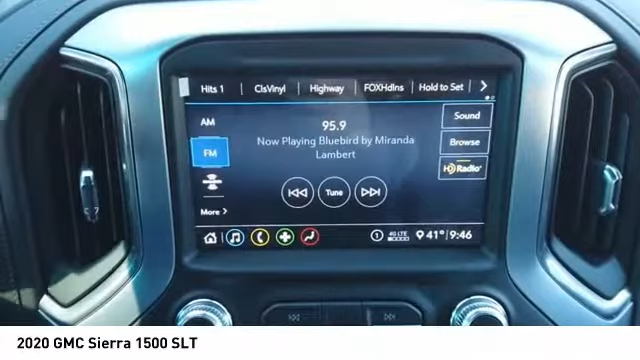 Hits 1 ClsVinyl Highway FOXHdlns Hold to Set
AM
95.9
Sound
FM
Now Playing Bluebird by Miranda
Lambert
Browse
HD Radio
Tune
More
1 4G LTE 41° 9:46
2020 GMC Sierra 1500 SLT